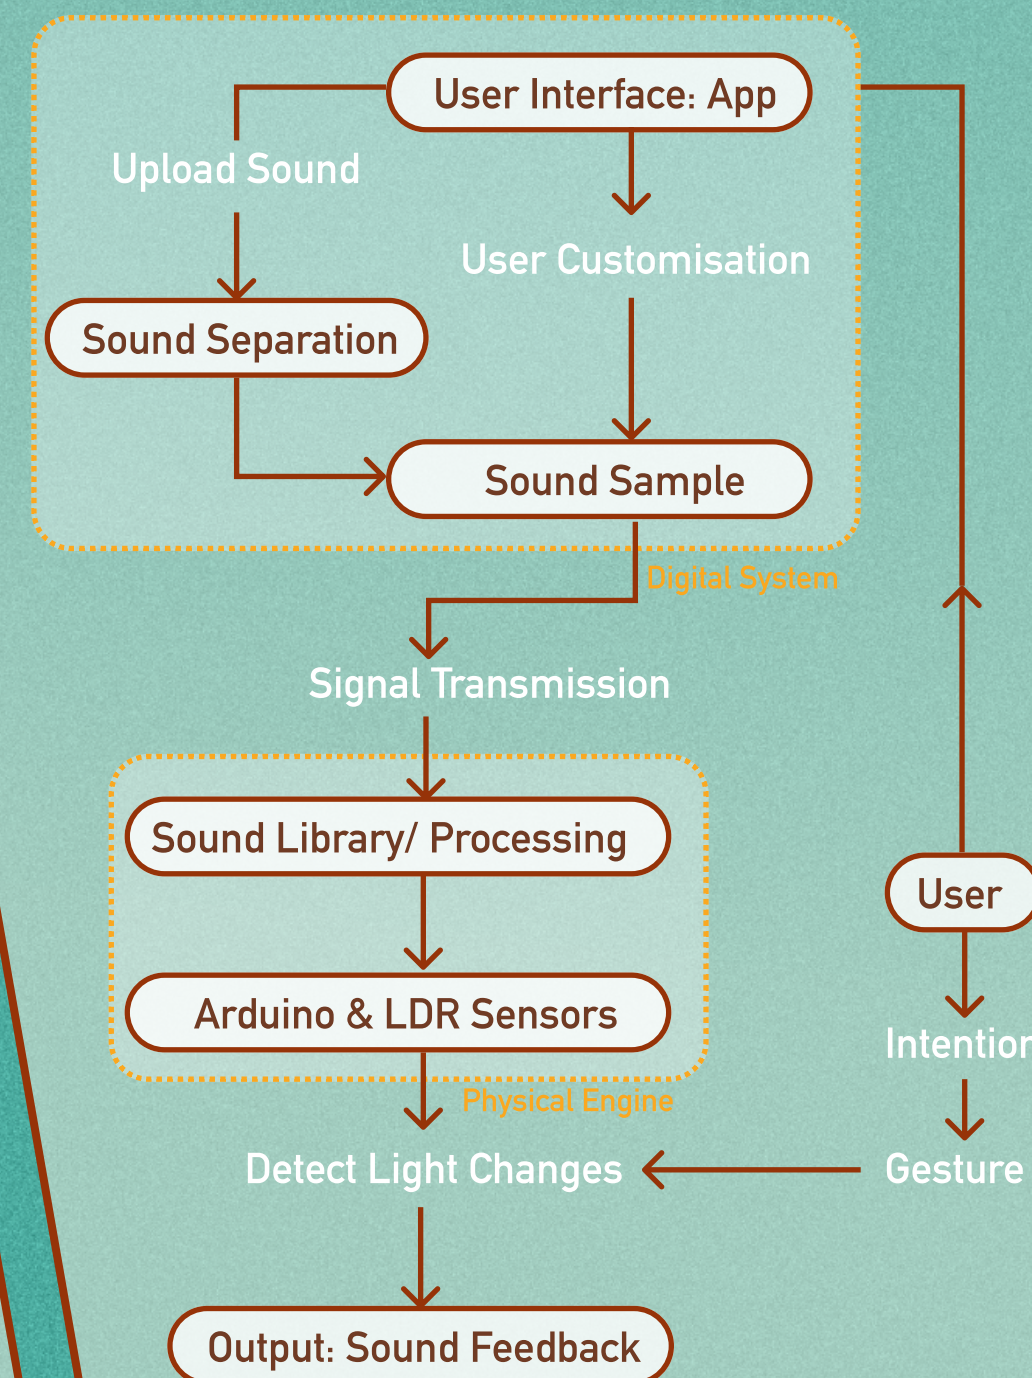 User Interface: App
Upload Sound
User Customisation
Sound Separation
Sound Sample
Digital System
Signal Transmission
Sound Library/ Processing
User
Arduino & LDR Sensors
Intention
Physical Engine
Detect Light Changes
Gesture
Output: Sound Feedback